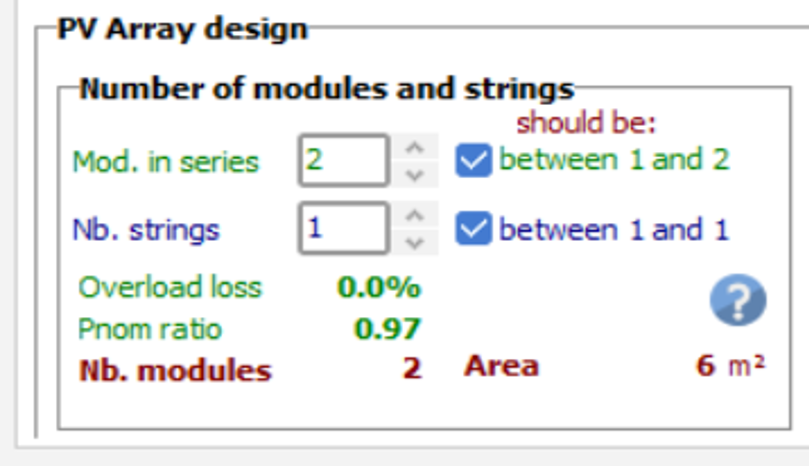 PV Array design
Number of modules and strings
should be:
Mod. in series 2 between 1 and 2
Nb. strings 1 between 1 and 1
Overload loss 0.0%
Pnom ratio 0.97 ?
Nb. modules 2 Area 6 m²